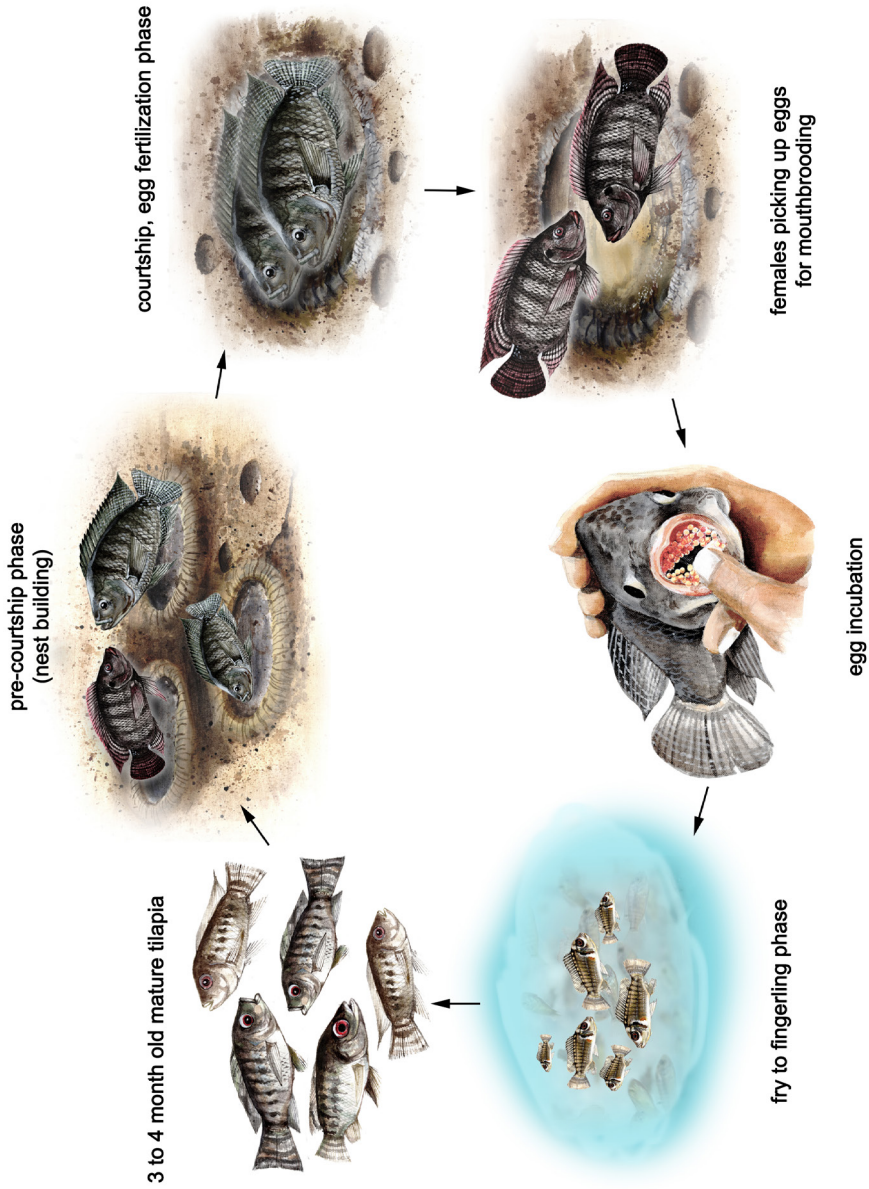 pre-courtship phase
(nest building)
courtship, egg fertilization phase
females picking up eggs
for mouthbrooding
egg incubation
fry to fingerling phase
3 to 4 month old mature tilapia